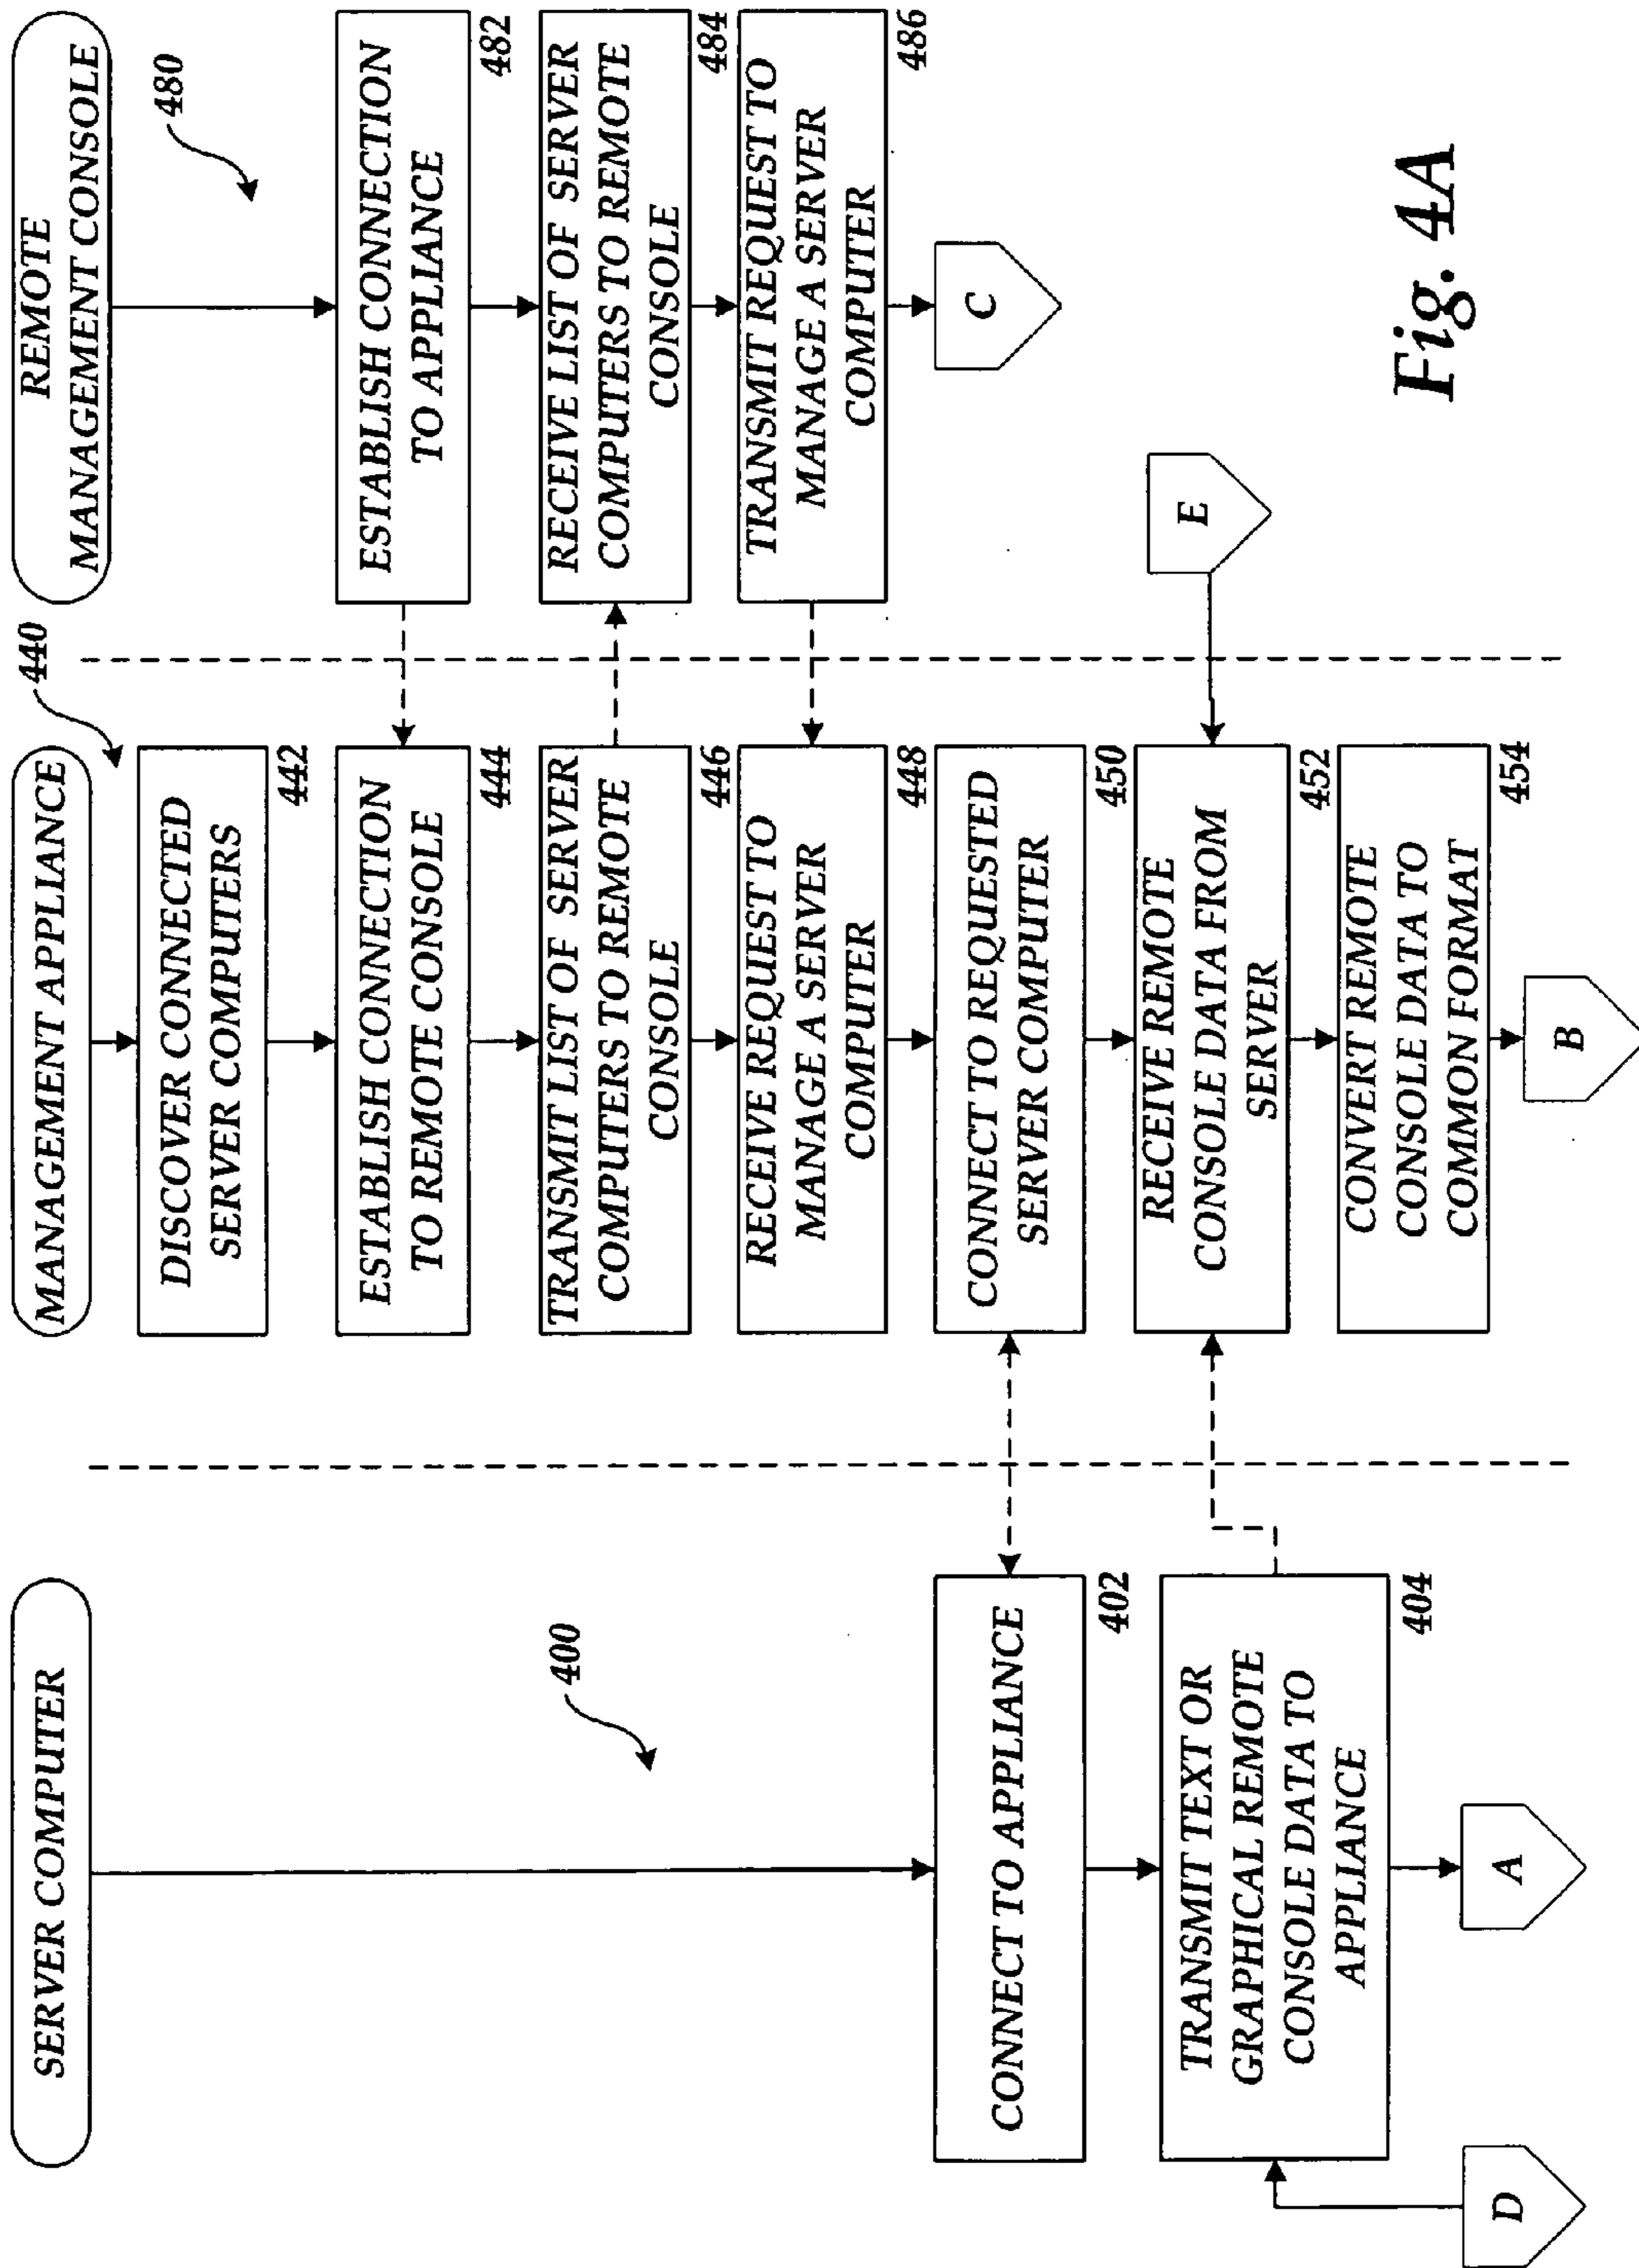 SERVER COMPUTER
400
CONNECT TO APPLIANCE
402
TRANSMIT TEXT OR
GRAPHICAL REMOTE
CONSOLE DATA TO
APPLIANCE
404
D
A
MANAGEMENT APPLIANCE
440
DISCOVER CONNECTED
SERVER COMPUTERS
442
ESTABLISH CONNECTION
TO REMOTE CONSOLE
444
TRANSMIT LIST OF SERVER
COMPUTERS TO REMOTE
CONSOLE
446
RECEIVE REQUEST TO
MANAGE A SERVER
COMPUTER
448
CONNECT TO REQUESTED
SERVER COMPUTER
450
RECEIVE REMOTE
CONSOLE DATA FROM
SERVER
452
CONVERT REMOTE
CONSOLE DATA TO
COMMON FORMAT
454
B
REMOTE
MANAGEMENT CONSOLE
480
ESTABLISH CONNECTION
TO APPLIANCE
482
RECEIVE LIST OF SERVER
COMPUTERS TO REMOTE
CONSOLE
484
TRANSMIT REQUEST TO
MANAGE A SERVER
COMPUTER
486
C
E
Fig. 4A